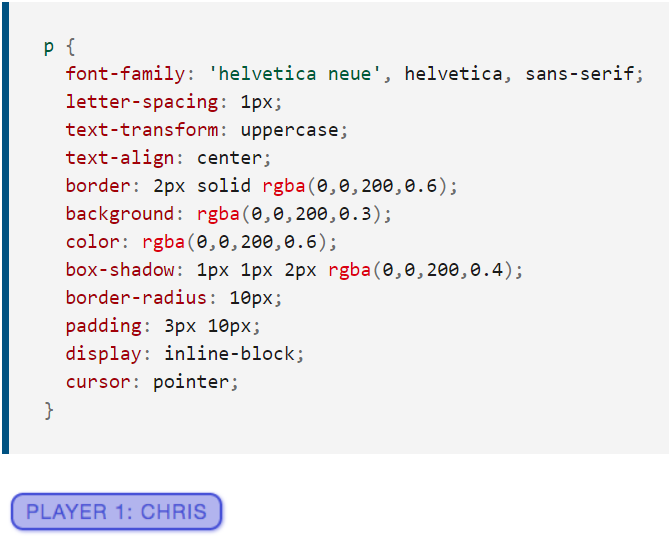 p {
  font-family: 'helvetica neue', helvetica, sans-serif;
  letter-spacing: 1px;
  text-transform: uppercase;
  text-align: center;
  border: 2px solid rgba(0,0,200,0.6);
  background: rgba(0,0,200,0.3);
  color: rgba(0,0,200,0.6);
  box-shadow: 1px 1px 2px rgba(0,0,200,0.4);
  border-radius: 10px;
  padding: 3px 10px;
  display: inline-block;
  cursor: pointer;
}
PLAYER 1: CHRIS